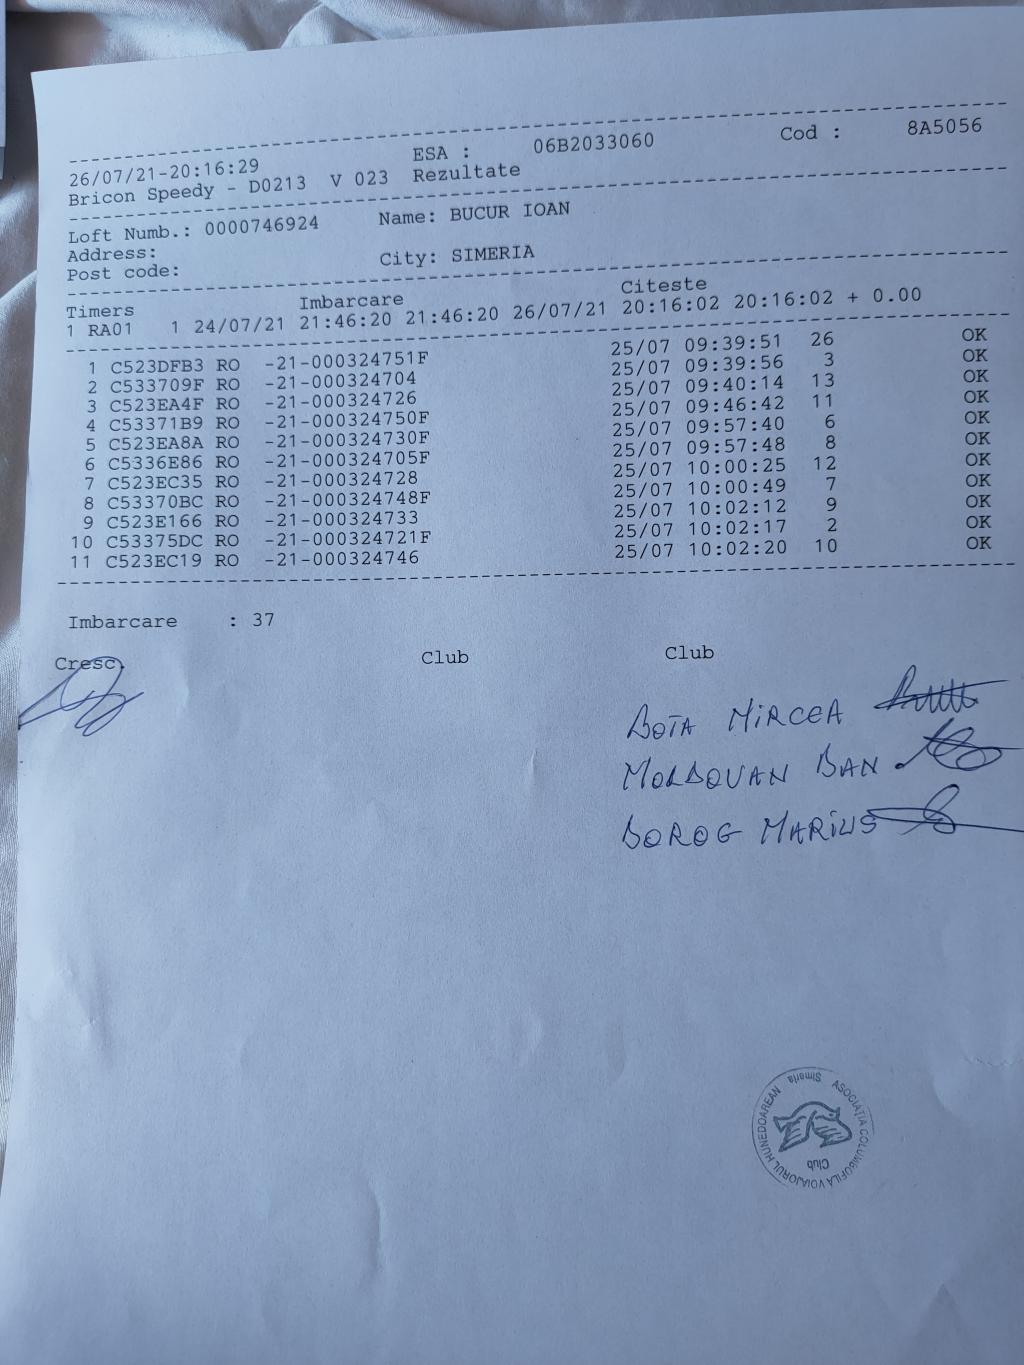 26/07/21-20:16:29 ESA : 06B2033060 Cod : 8A5056
Bricon Speedy - D0213 V 023 Rezultate
Loft Numb.: 0000746924 Name: BUCUR IOAN
Address:
Post code: City: SIMERIA
Timers Imbarcare Citeste
1 RA01 1 24/07/21 21:46:20 21:46:20 26/07/21 20:16:02 20:16:02 + 0.00
1 C523DFB3 RO -21-000324751F 25/07 09:39:51 26 OK
2 C533709F RO -21-000324704 25/07 09:39:56 3 OK
3 C523EA4F RO -21-000324726 25/07 09:40:14 13 OK
4 C53371B9 RO -21-000324750F 25/07 09:46:42 11 OK
5 C523EA8A RO -21-000324730F 25/07 09:57:40 6 OK
6 C5336E86 RO -21-000324705F 25/07 09:57:48 8 OK
7 C523EC35 RO -21-000324728 25/07 10:00:25 12 OK
8 C53370BC RO -21-000324748F 25/07 10:00:49 7 OK
9 C523E166 RO -21-000324733 25/07 10:02:12 9 OK
10 C53375DC RO -21-000324721F 25/07 10:02:17 2 OK
11 C523EC19 RO -21-000324746 25/07 10:02:20 10 OK
Imbarcare : 37
Cresc. Club Club
BOTA MIRCEA
MOLDOVAN DAN
BOROG MARIUS
ASOCIAȚIA COLUMBOFILĂ VOIAJORUL HUNEDOAREAN
Simeria
Club